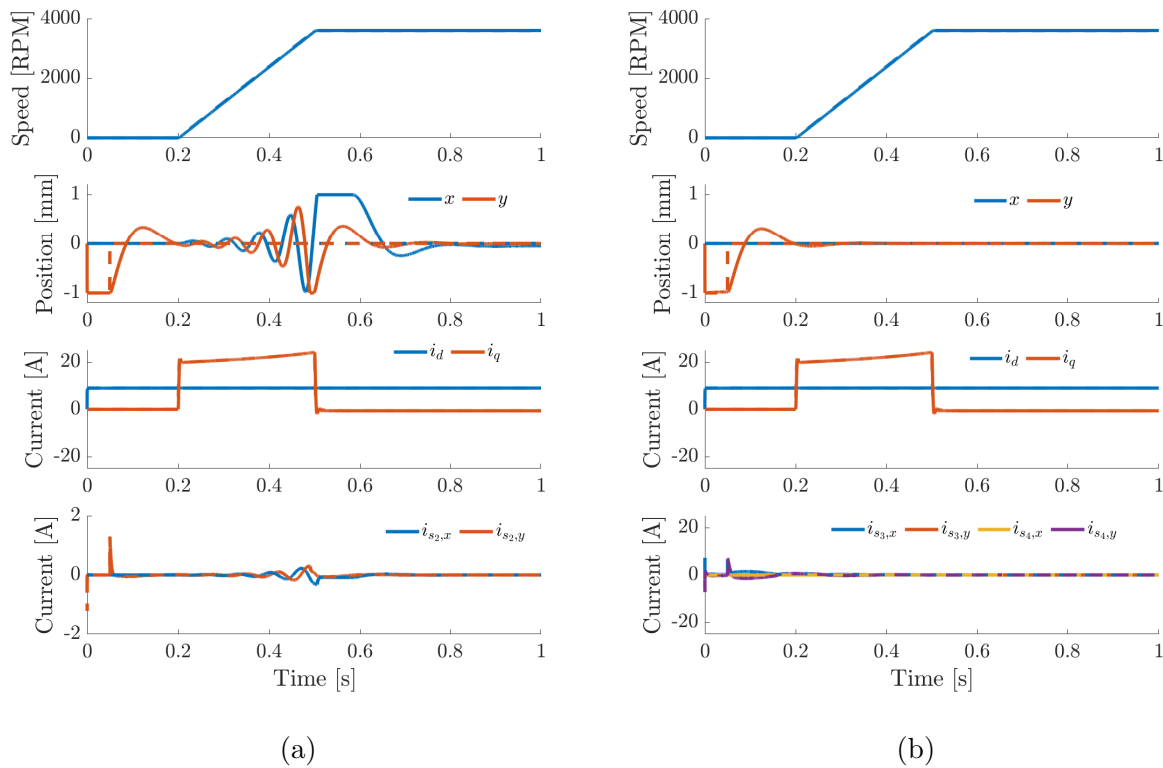 4000
2000
0
Speed [RPM]
0 0.2 0.4 0.6 0.8 1
1
0
-1
Position [mm]
x y
0 0.2 0.4 0.6 0.8 1
20
0
-20
Current [A]
i_d i_q
0 0.2 0.4 0.6 0.8 1
2
0
-2
Current [A]
i_{s_2,x} i_{s_2,y}
0 0.2 0.4 0.6 0.8 1
Time [s]
(a)
4000
2000
0
Speed [RPM]
0 0.2 0.4 0.6 0.8 1
1
0
-1
Position [mm]
x y
0 0.2 0.4 0.6 0.8 1
20
0
-20
Current [A]
i_d i_q
0 0.2 0.4 0.6 0.8 1
20
0
-20
Current [A]
i_{s_3,x} i_{s_3,y} i_{s_4,x} i_{s_4,y}
0 0.2 0.4 0.6 0.8 1
Time [s]
(b)